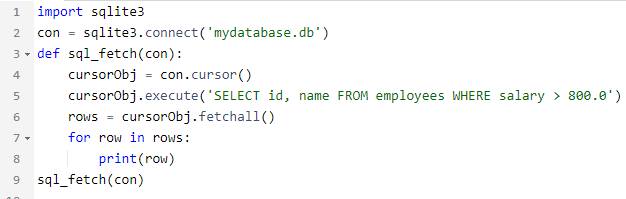 1 import sqlite3
2 con = sqlite3.connect('mydatabase.db')
3 def sql_fetch(con):
4     cursorObj = con.cursor()
5     cursorObj.execute('SELECT id, name FROM employees WHERE salary > 800.0')
6     rows = cursorObj.fetchall()
7     for row in rows:
8         print(row)
9 sql_fetch(con)